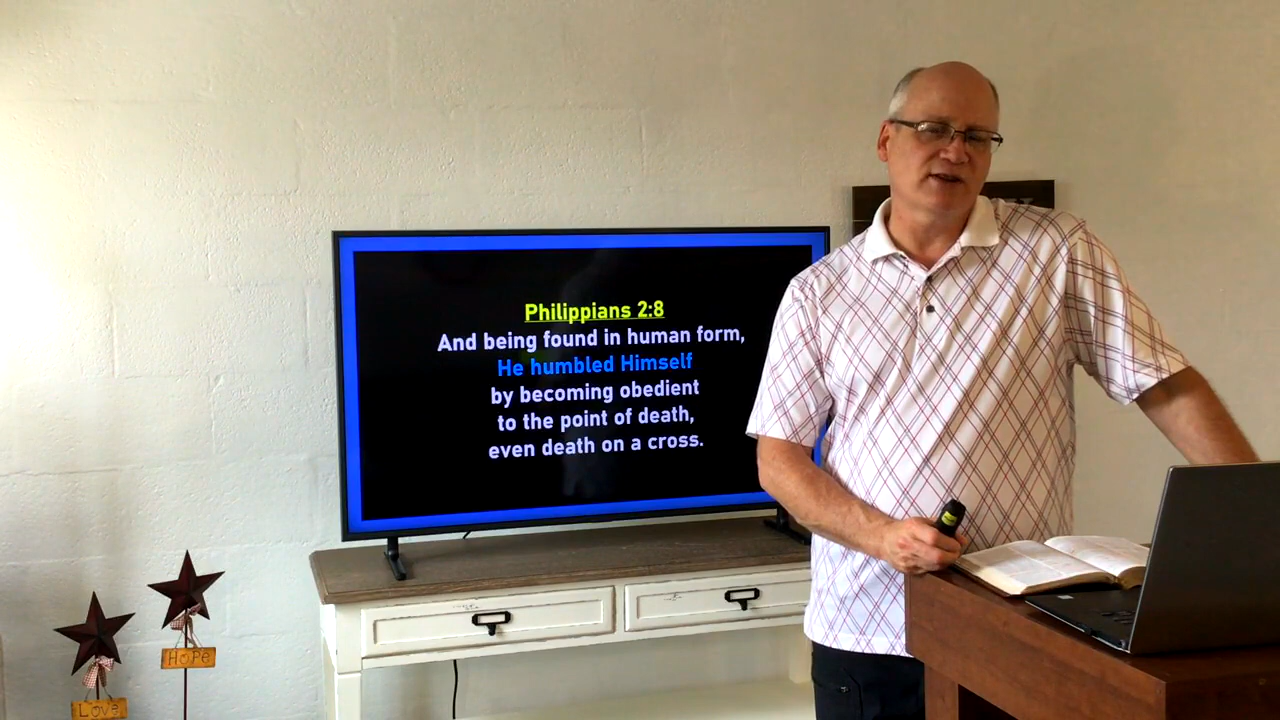 Philippians 2:8
And being found in human form,
He humbled Himself
by becoming obedient
to the point of death,
even death on a cross.
HoPe
Love